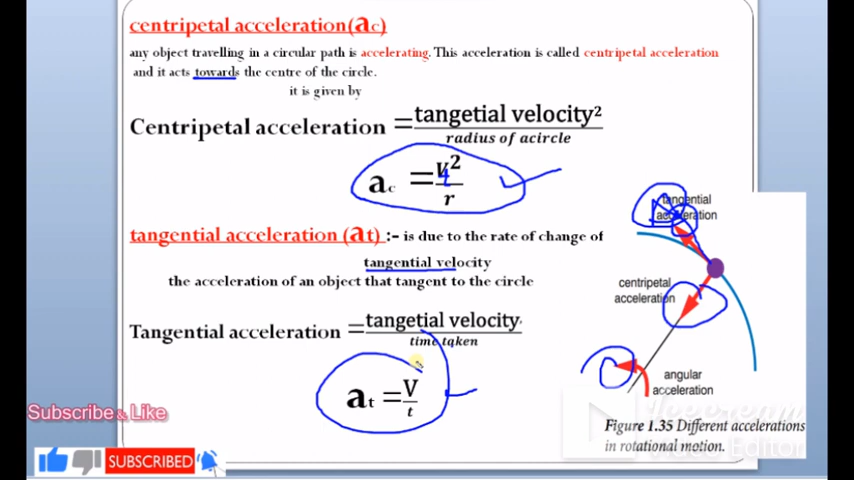 centripetal acceleration(ac)
any object travelling in a circular path is accelerating. This acceleration is called centripetal acceleration
and it acts towards the centre of the circle.
it is given by
Centripetal acceleration = tangetial velocity²
radius of acircle
ac = V²
r
tangential acceleration (at) :- is due to the rate of change of
tangential velocity
the acceleration of an object that tangent to the circle
Tangential acceleration = tangetial velocity
time taken
at = V
t
tangential
acceleration
centripetal
acceleration
angular
acceleration
Figure 1.35 Different accelerations
in rotational motion.
Subscribe & Like
SUBSCRIBED
Icecream
Video Editor